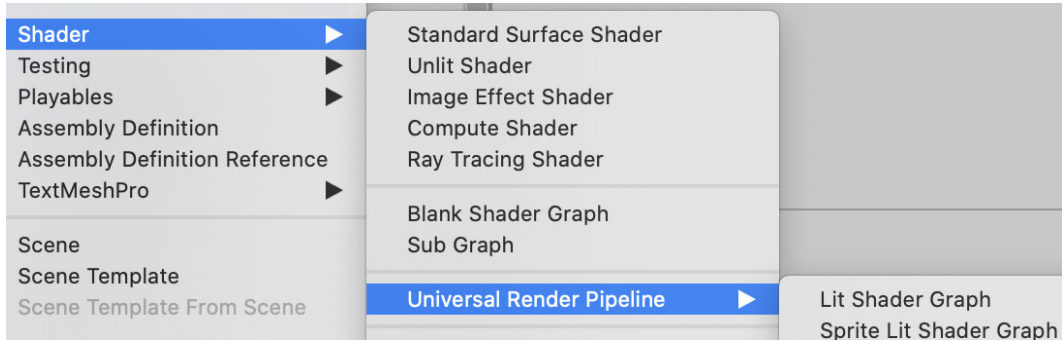 Shader
Testing
Playables
Assembly Definition
Assembly Definition Reference
TextMeshPro
Scene
Scene Template
Scene Template From Scene
Standard Surface Shader
Unlit Shader
Image Effect Shader
Compute Shader
Ray Tracing Shader
Blank Shader Graph
Sub Graph
Universal Render Pipeline
Lit Shader Graph
Sprite Lit Shader Graph